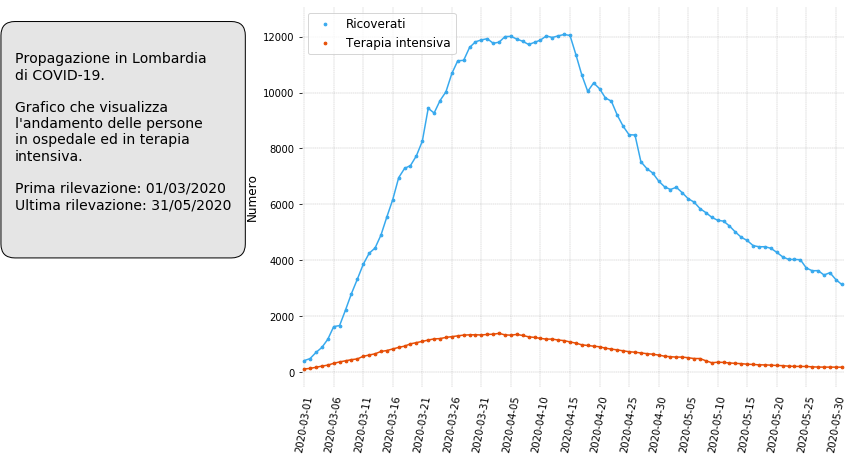 Propagazione in Lombardia
di COVID-19.
Grafico che visualizza
l'andamento delle persone
in ospedale ed in terapia
intensiva.
Prima rilevazione: 01/03/2020
Ultima rilevazione: 31/05/2020
Numero
12000
10000
8000
6000
4000
2000
0
Ricoverati
Terapia intensiva
2020-03-01
2020-03-06
2020-03-11
2020-03-16
2020-03-21
2020-03-26
2020-03-31
2020-04-05
2020-04-10
2020-04-15
2020-04-20
2020-04-25
2020-04-30
2020-05-05
2020-05-10
2020-05-15
2020-05-20
2020-05-25
2020-05-30